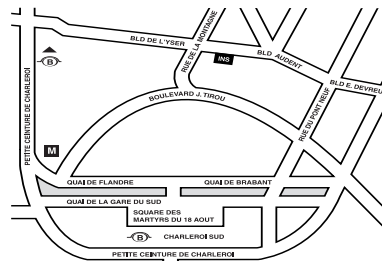 BLD DE L'YSER
RUE DE LA MONTAGNE
INS
BLD AUDENT
BLD E. DEVREU
B
PETITE CEINTURE DE CHARLEROI
BOULEVARD J. TIROU
RUE DU PONT NEUF
M
QUAI DE FLANDRE
QUAI DE BRABANT
QUAI DE LA GARE DU SUD
SQUARE DES
MARTYRS DU 18 AOUT
B
CHARLEROI SUD
PETITE CEINTURE DE CHARLEROI